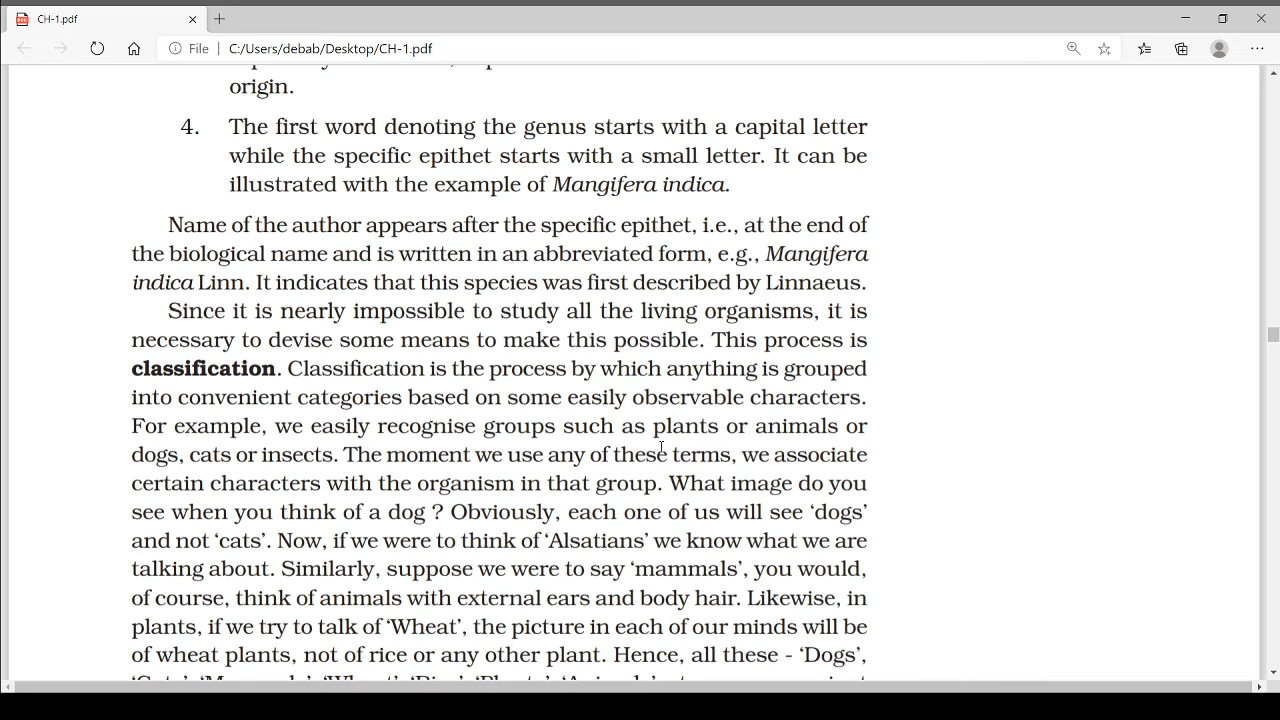 CH-1.pdf
File
C:/Users/debab/Desktop/CH-1.pdf
origin.
4. The first word denoting the genus starts with a capital letter
while the specific epithet starts with a small letter. It can be
illustrated with the example of Mangifera indica.
Name of the author appears after the specific epithet, i.e., at the end of
the biological name and is written in an abbreviated form, e.g., Mangifera
indica Linn. It indicates that this species was first described by Linnaeus.
Since it is nearly impossible to study all the living organisms, it is
necessary to devise some means to make this possible. This process is
classification. Classification is the process by which anything is grouped
into convenient categories based on some easily observable characters.
For example, we easily recognise groups such as plants or animals or
dogs, cats or insects. The moment we use any of these terms, we associate
certain characters with the organism in that group. What image do you
see when you think of a dog ? Obviously, each one of us will see ‘dogs’
and not ‘cats’. Now, if we were to think of ‘Alsatians’ we know what we are
talking about. Similarly, suppose we were to say ‘mammals’, you would,
of course, think of animals with external ears and body hair. Likewise, in
plants, if we try to talk of ‘Wheat’, the picture in each of our minds will be
of wheat plants, not of rice or any other plant. Hence, all these - ‘Dogs’,